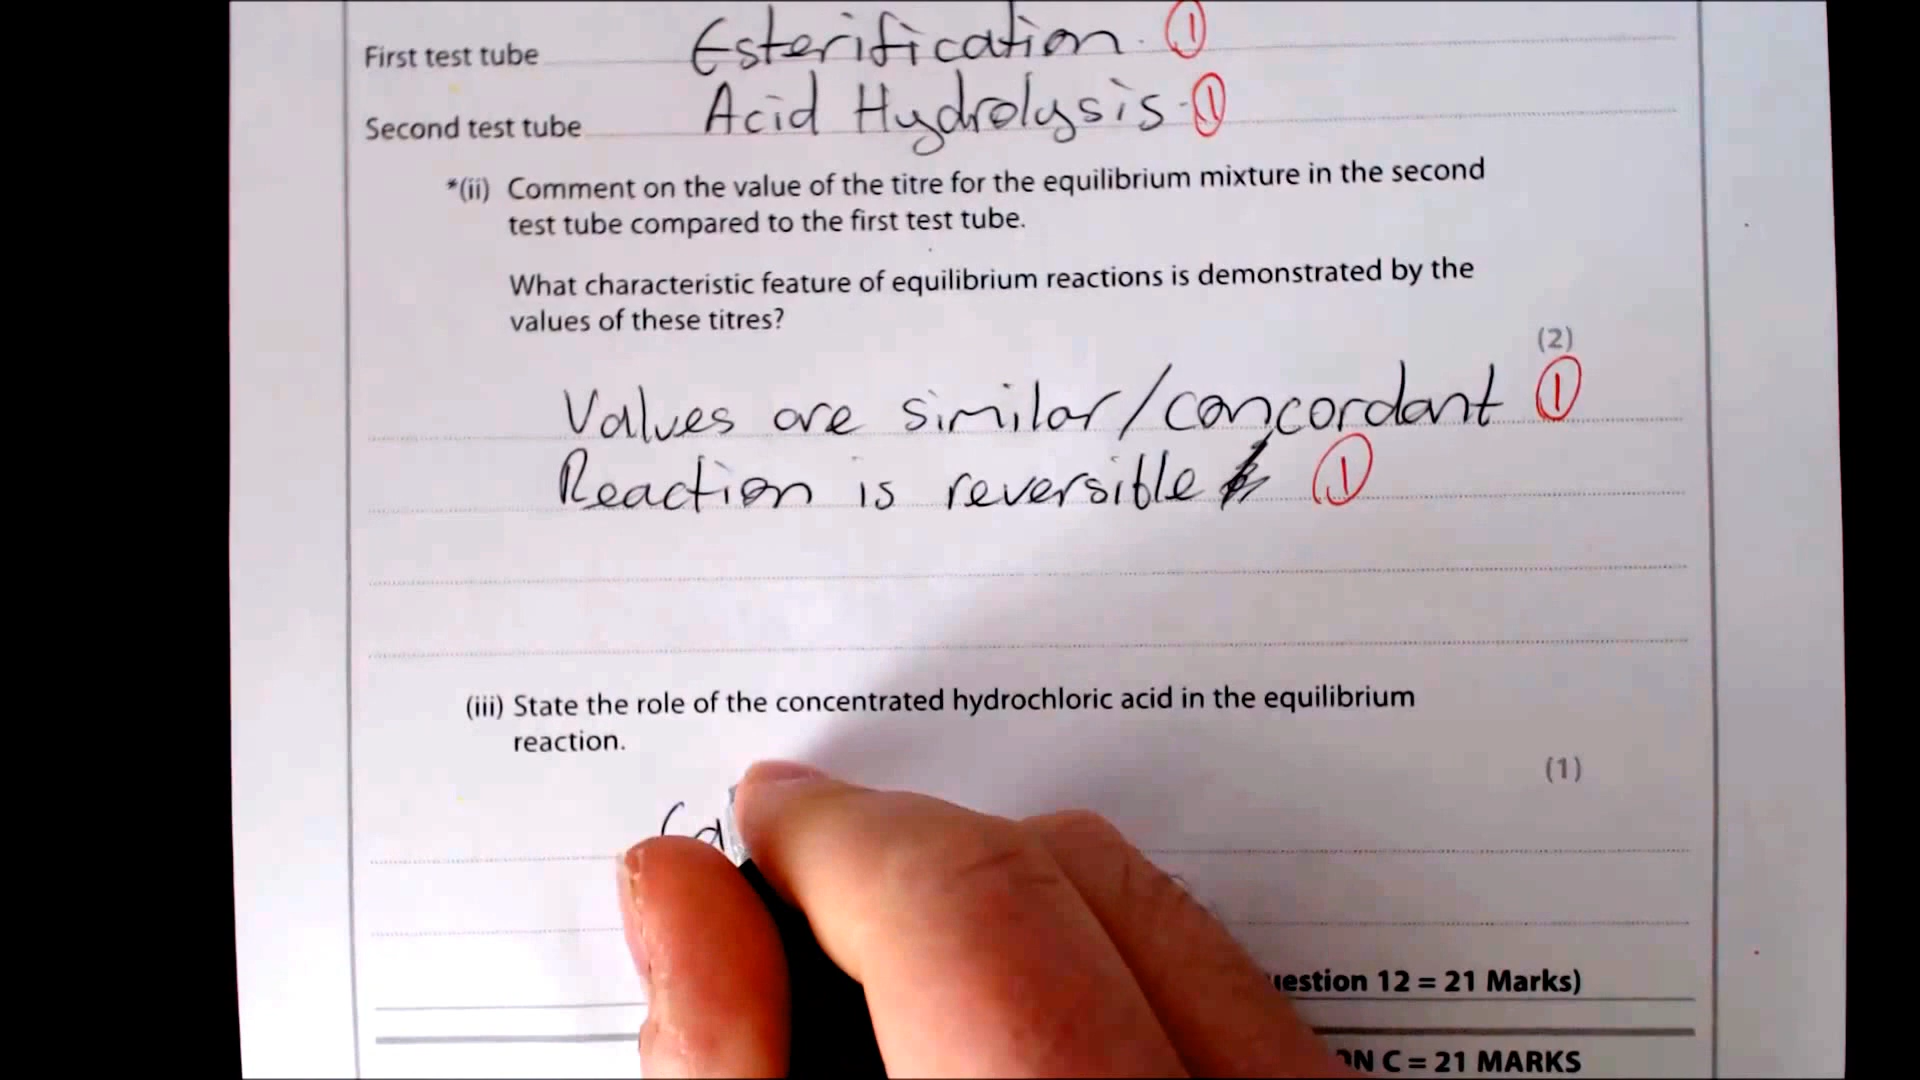 First test tube Esterification. 1
Second test tube Acid Hydrolysis. 1
*(ii) Comment on the value of the titre for the equilibrium mixture in the second
test tube compared to the first test tube.
What characteristic feature of equilibrium reactions is demonstrated by the
values of these titres?
(2)
Values are similar/concordant 1
Reaction is reversible 1
(iii) State the role of the concentrated hydrochloric acid in the equilibrium
reaction.
(1)
Ca
12 = 21 Marks)
C = 21 MARKS